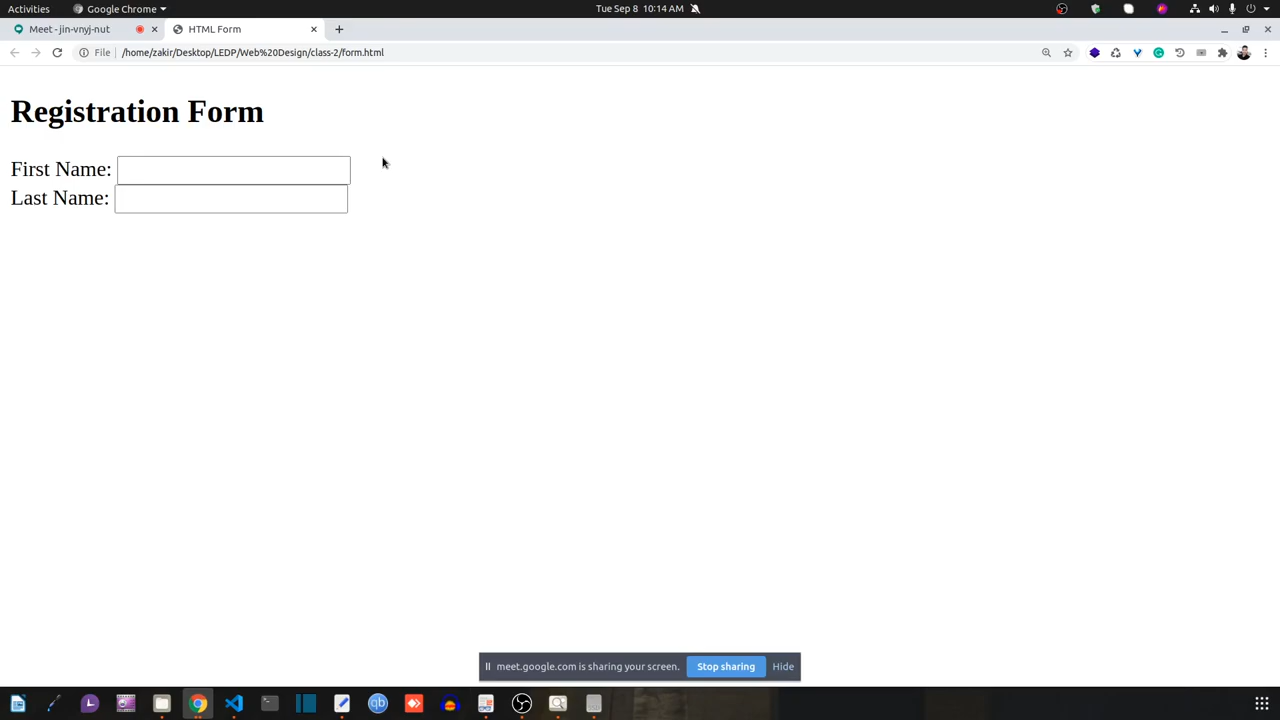 Activities
Google Chrome
Tue Sep 8 10:14 AM
Meet - jin-vnyj-nut
HTML Form
File
/home/zakir/Desktop/LEDP/Web%20Design/class-2/form.html
Registration Form
First Name:
Last Name:
meet.google.com is sharing your screen.
Stop sharing
Hide
qb